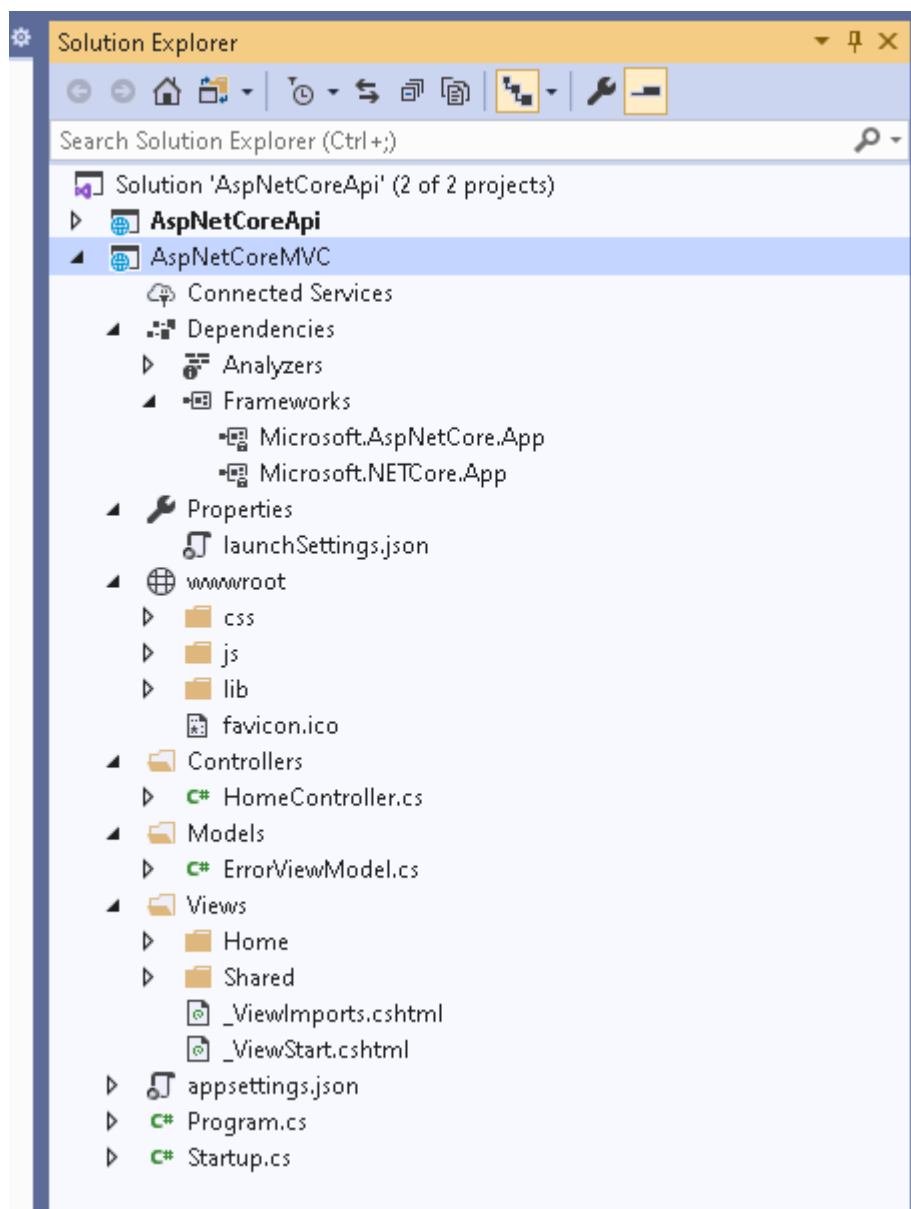 Solution Explorer
Search Solution Explorer (Ctrl+;)
Solution 'AspNetCoreApi' (2 of 2 projects)
AspNetCoreApi
AspNetCoreMVC
Connected Services
Dependencies
Analyzers
Frameworks
Microsoft.AspNetCore.App
Microsoft.NETCore.App
Properties
launchSettings.json
wwwroot
css
js
lib
favicon.ico
Controllers
C# HomeController.cs
Models
C# ErrorViewModel.cs
Views
Home
Shared
_ViewImports.cshtml
_ViewStart.cshtml
appsettings.json
C# Program.cs
C# Startup.cs